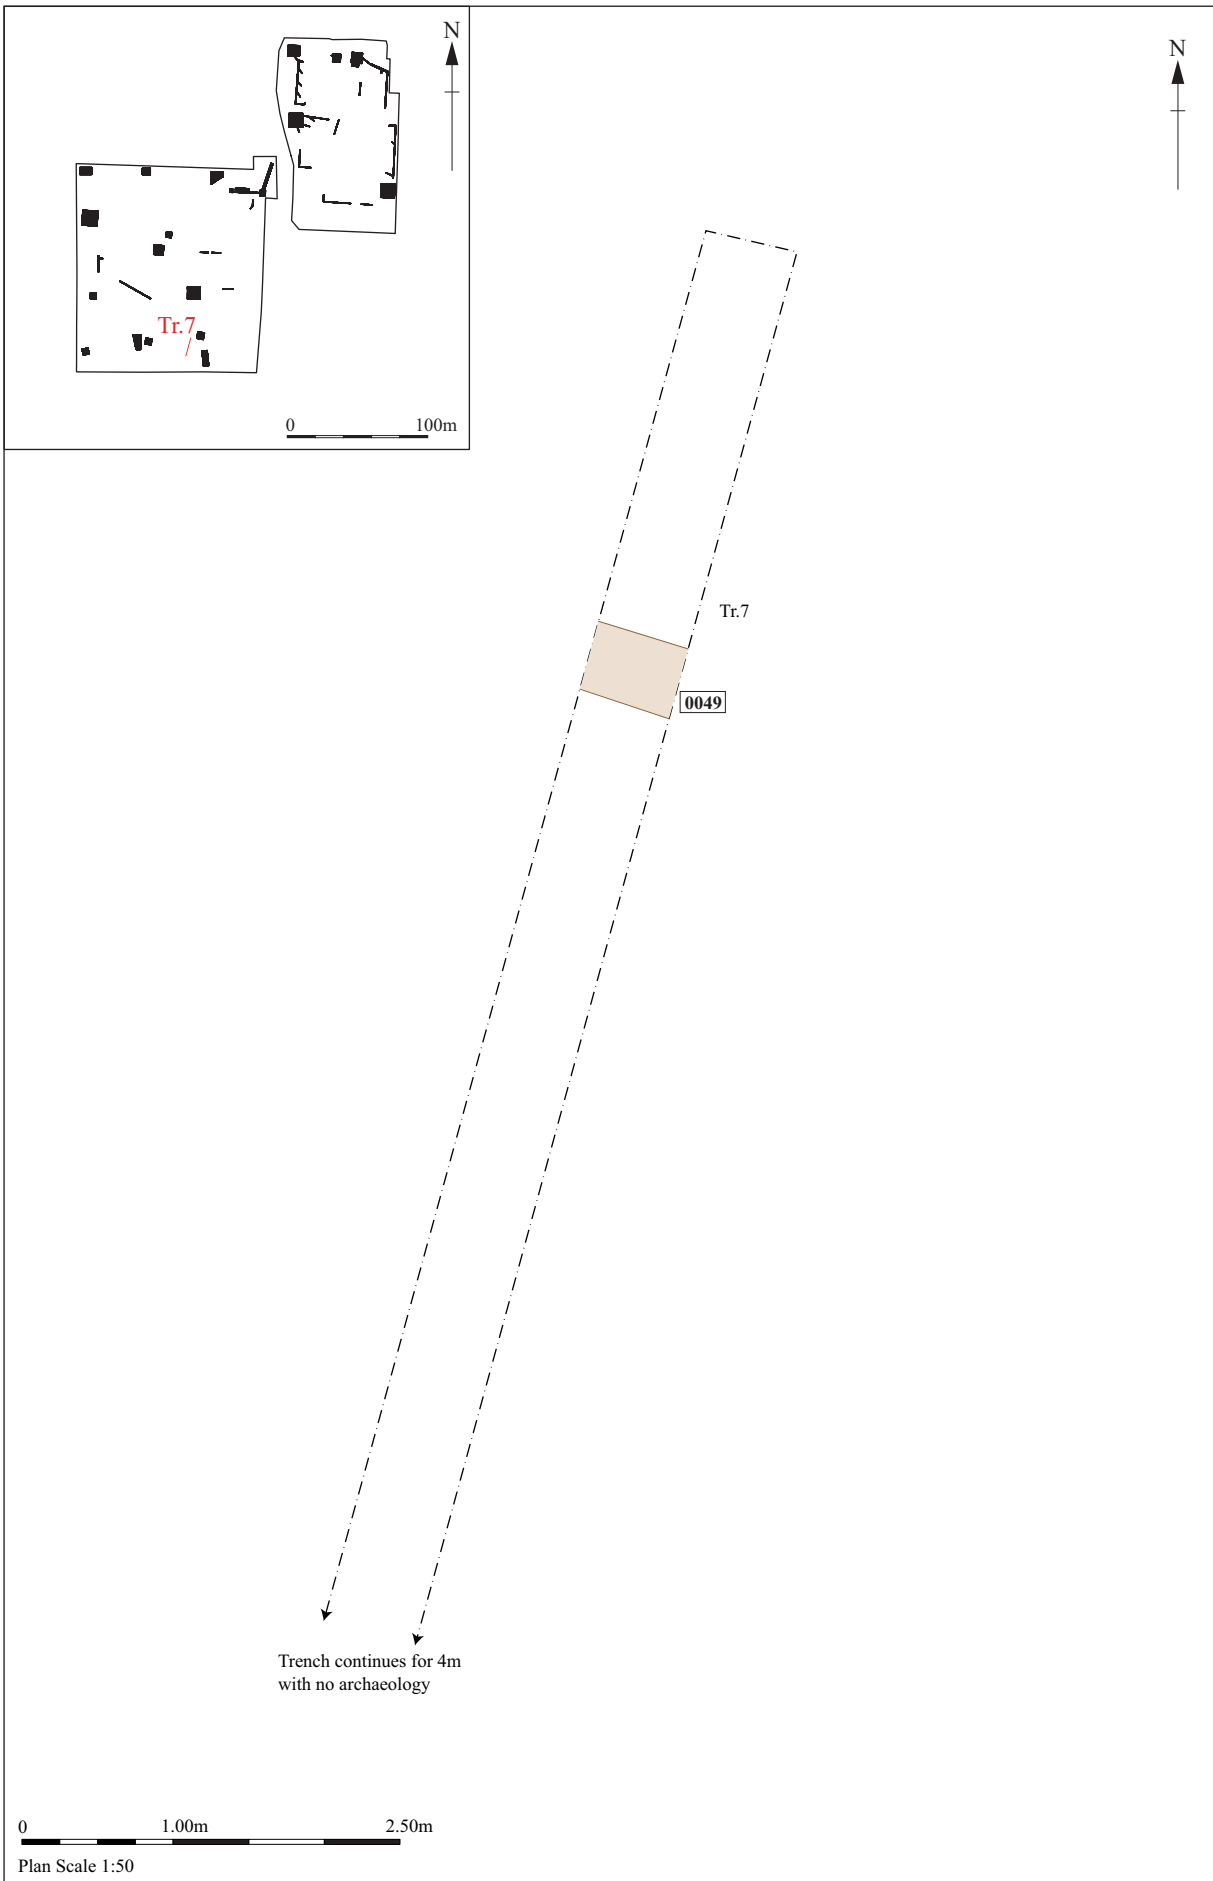 N
Tr.7
0 100m
N
Tr.7
0049
Trench continues for 4m
with no archaeology
0 1.00m 2.50m
Plan Scale 1:50